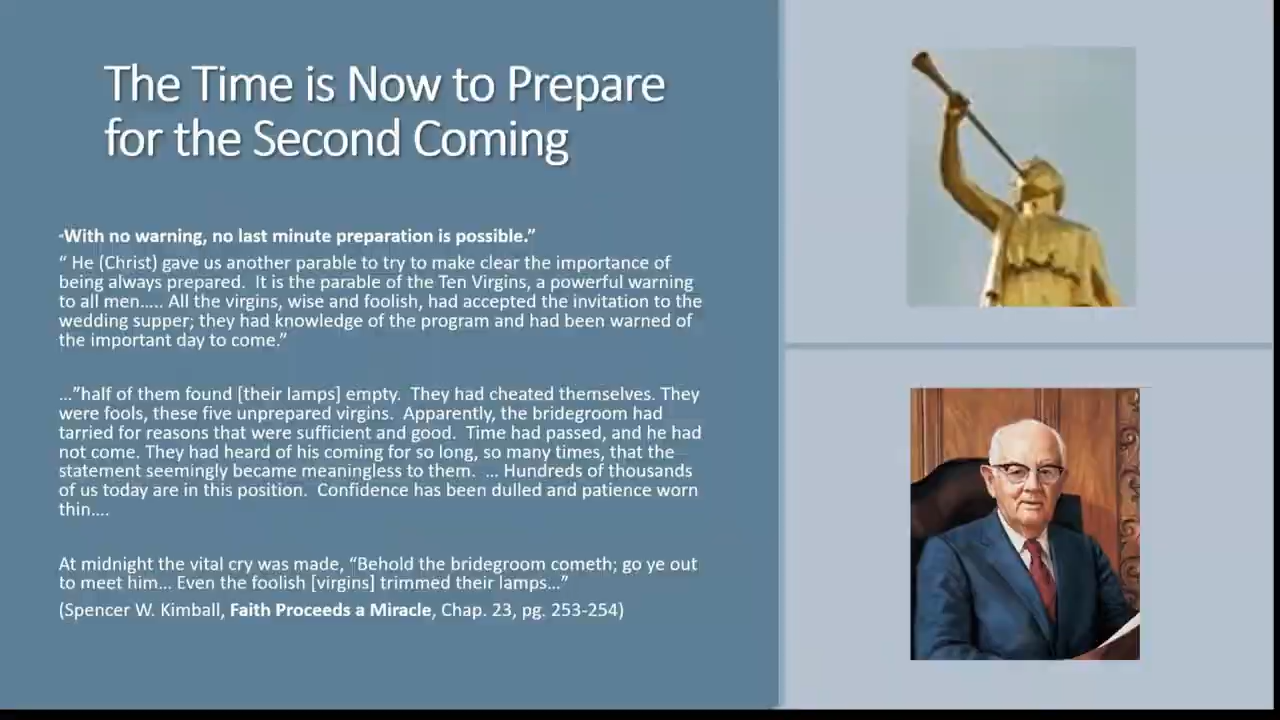 The Time is Now to Prepare
for the Second Coming
-With no warning, no last minute preparation is possible.”
“ He (Christ) gave us another parable to try to make clear the importance of
being always prepared.  It is the parable of the Ten Virgins, a powerful warning
to all men….. All the virgins, wise and foolish, had accepted the invitation to the
wedding supper; they had knowledge of the program and had been warned of
the important day to come.”
…”half of them found [their lamps] empty.  They had cheated themselves. They
were fools, these five unprepared virgins.  Apparently, the bridegroom had
tarried for reasons that were sufficient and good.  Time had passed, and he had
not come. They had heard of his coming for so long, so many times, that the
statement seemingly became meaningless to them.  … Hundreds of thousands
of us today are in this position.  Confidence has been dulled and patience worn
thin….
At midnight the vital cry was made, “Behold the bridegroom cometh; go ye out
to meet him… Even the foolish [virgins] trimmed their lamps…”
(Spencer W. Kimball, Faith Proceeds a Miracle, Chap. 23, pg. 253-254)